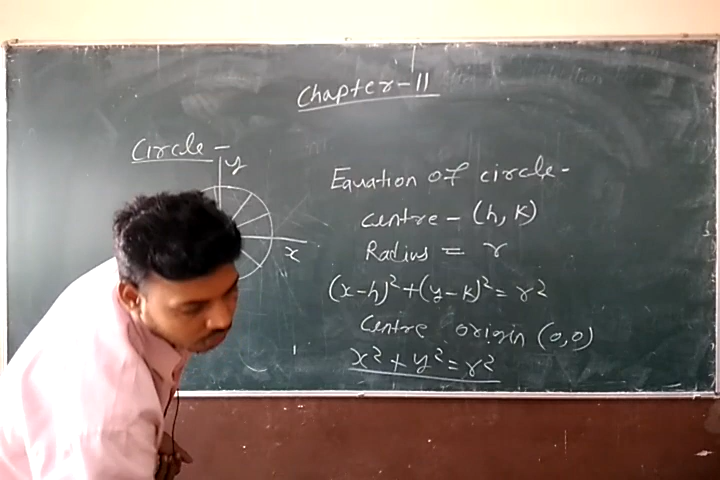 Chapter-11
Circle-
y
x
Equation of circle-
Centre - (h, k)
Radius = r
(x-h)²+(y-k)²=r²
Centre origin (0,0)
x²+y²=r²